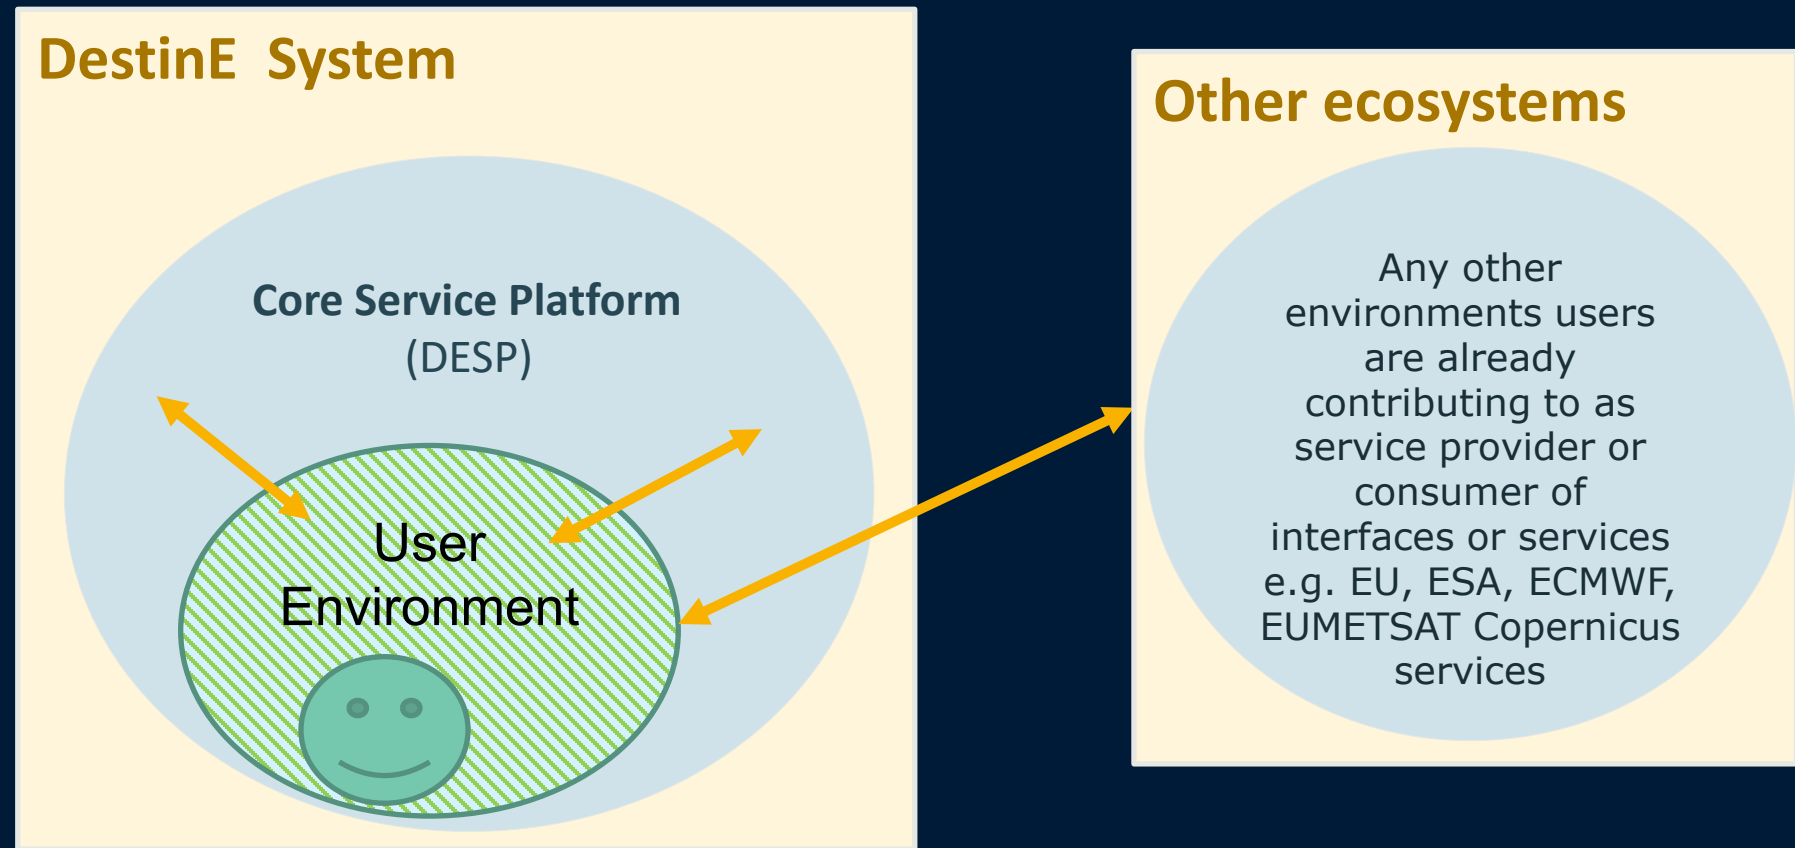 DestinE System
Core Service Platform
(DESP)
User
Environment
Other ecosystems
Any other
environments users
are already
contributing to as
service provider or
consumer of
interfaces or services
e.g. EU, ESA, ECMWF,
EUMETSAT Copernicus
services